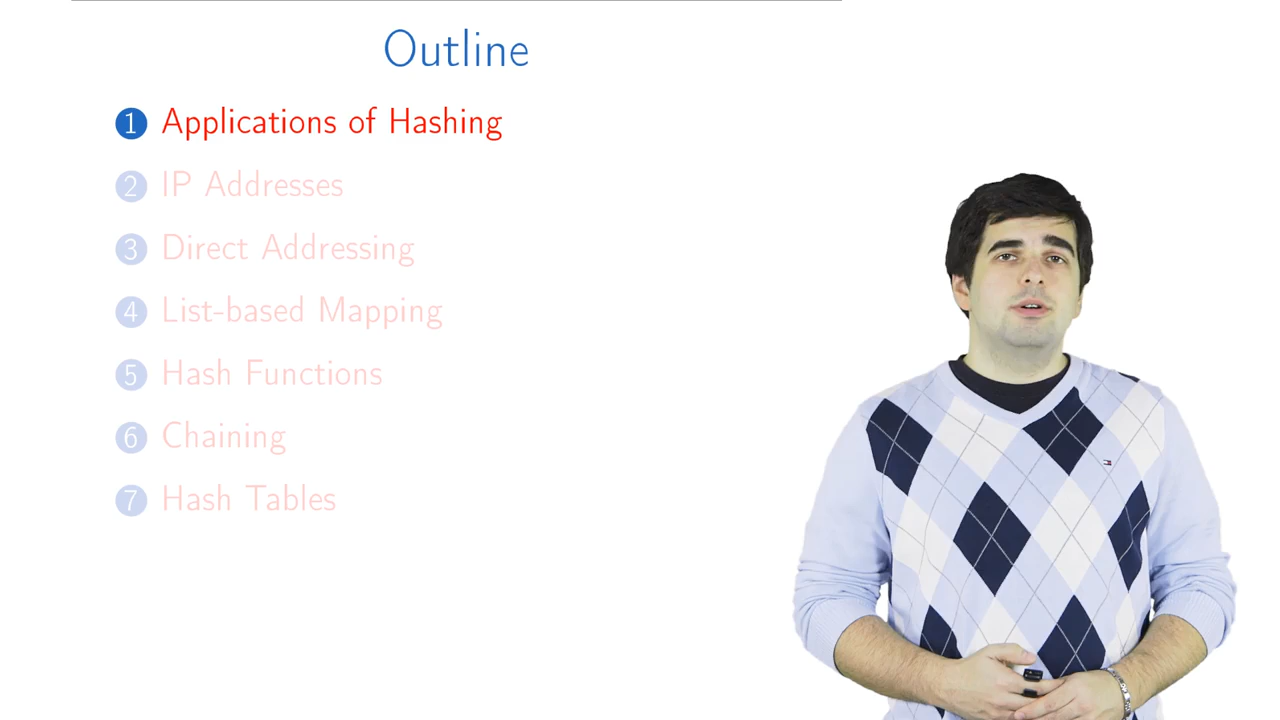 Outline
1 Applications of Hashing
2 IP Addresses
3 Direct Addressing
4 List-based Mapping
5 Hash Functions
6 Chaining
7 Hash Tables